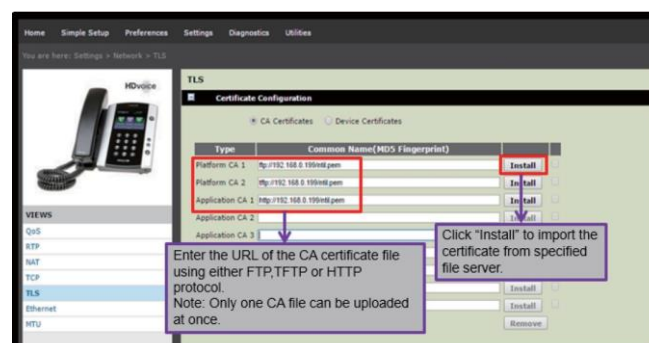 Home Simple Setup Preferences Settings Diagnostics Utilities
You are here: Settings > Network > TLS
HDvoice
TLS
Certificate Configuration
CA Certificates Device Certificates
Type Common Name(MD5 Fingerprint)
Platform CA 1 ftp://192.168.0.199/ntil.pem Install
Platform CA 2 tftp://192.168.0.199/ntil.pem Install
Application CA 1 http://192.168.0.199/ntil.pem Install
Application CA 2 Install
Application CA 3
VIEWS
QoS
RTP
NAT
TCP
TLS
Ethernet
MTU
Enter the URL of the CA certificate file
using either FTP,TFTP or HTTP
protocol.
Note: Only one CA file can be uploaded
at once.
Click “Install” to import the
certificate from specified
file server.
Install
Install
Remove